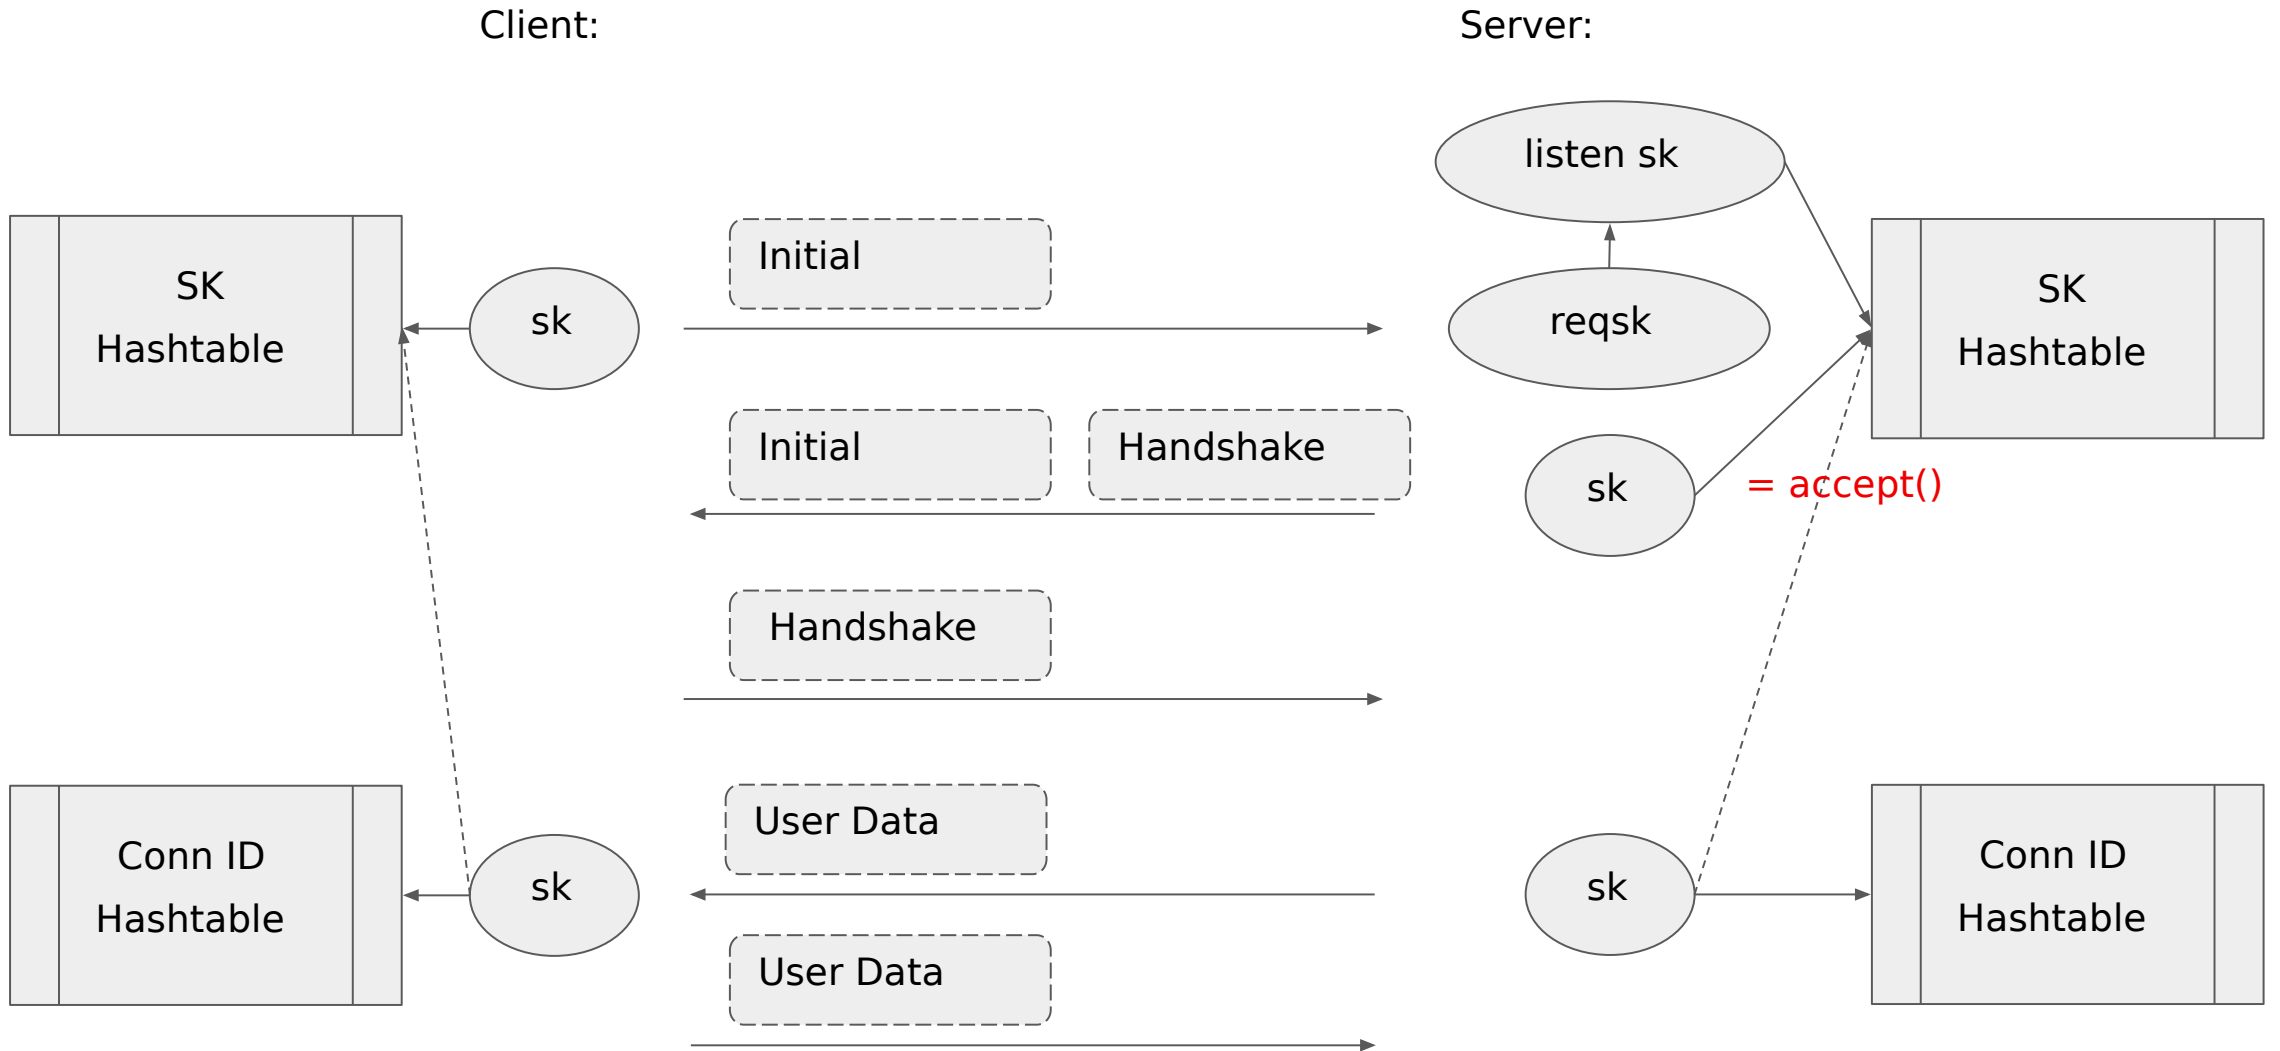 Client:
Server:
listen sk
Initial
SK
Hashtable
sk
reqsk
SK
Hashtable
Initial
Handshake
sk
= accept()
Handshake
User Data
Conn ID
Hashtable
sk
sk
Conn ID
Hashtable
User Data